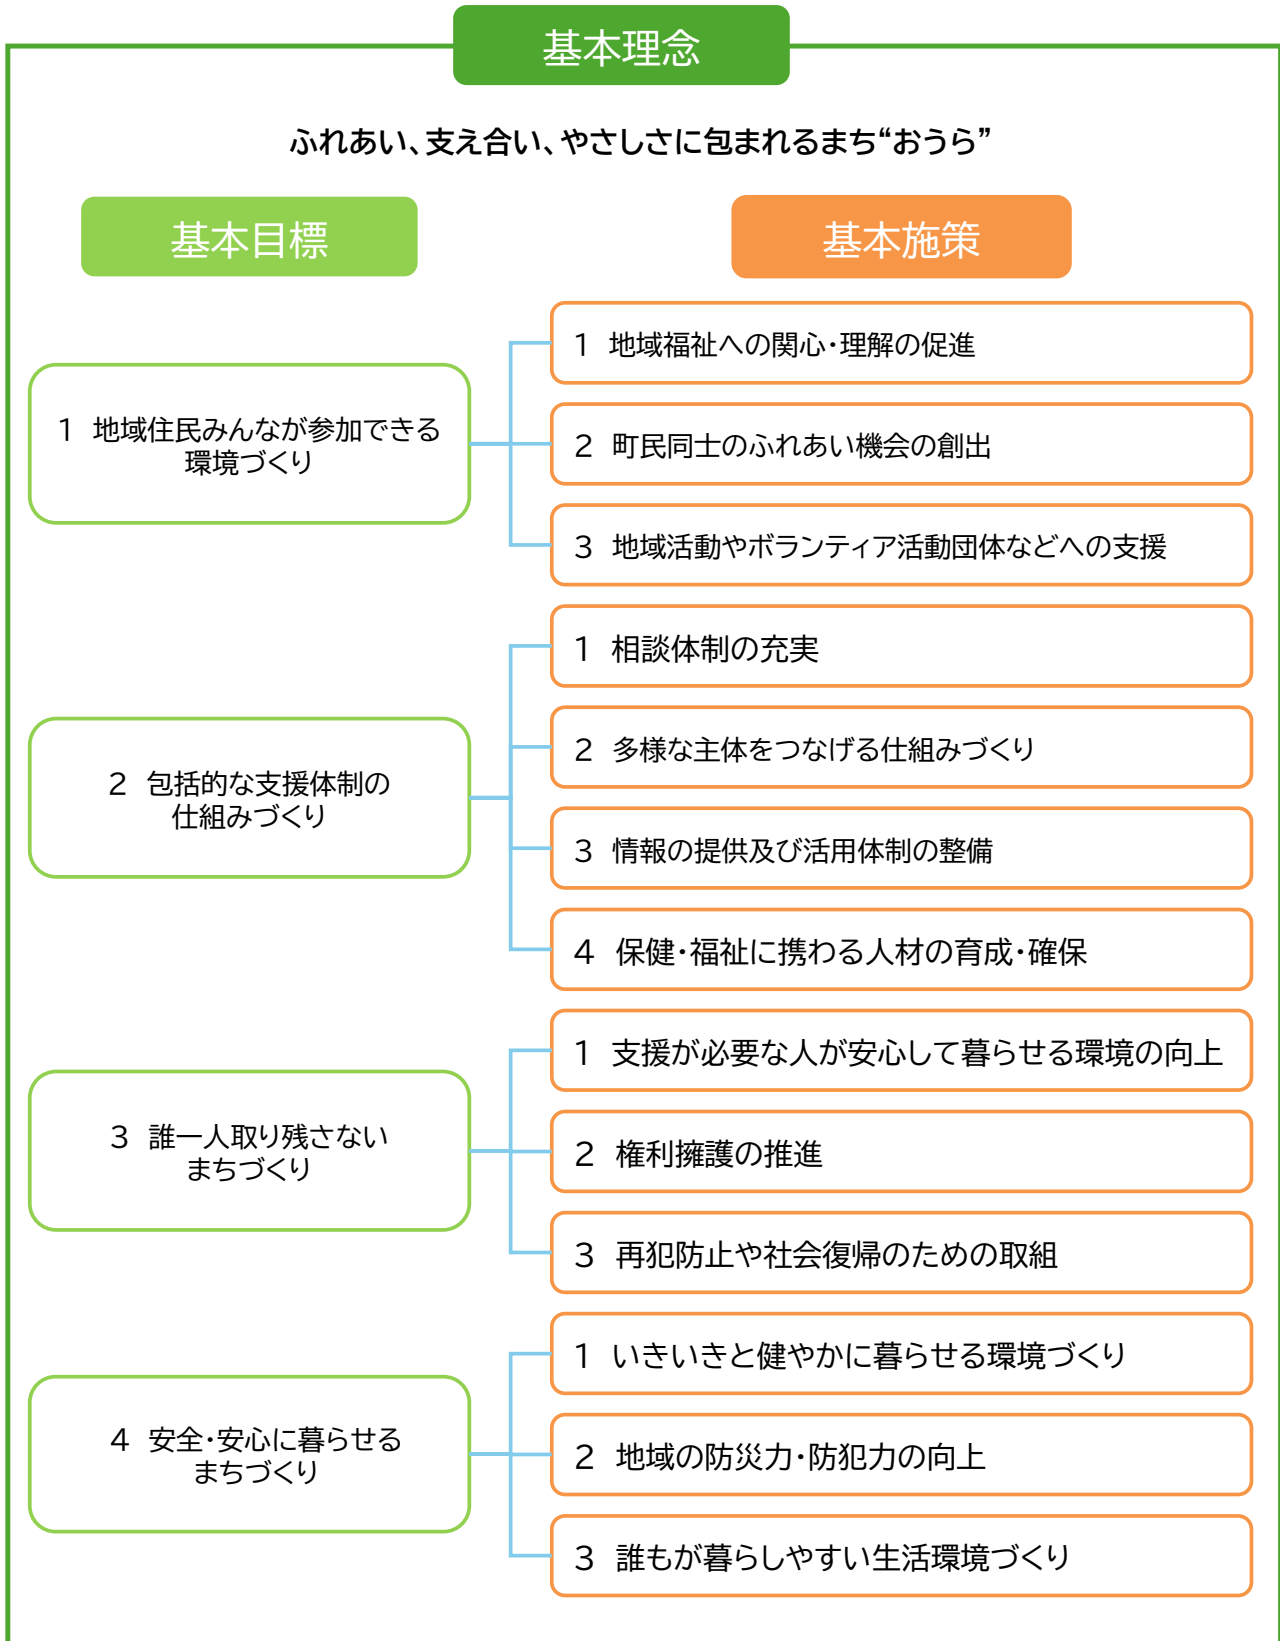 基本理念
ふれあい、支え合い、やさしさに包まれるまち“おうら”
基本目標
基本施策
1 地域住民みんなが参加できる
環境づくり
1 地域福祉への関心・理解の促進
2 町民同士のふれあい機会の創出
3 地域活動やボランティア活動団体などへの支援
2 包括的な支援体制の
仕組みづくり
1 相談体制の充実
2 多様な主体をつなげる仕組みづくり
3 情報の提供及び活用体制の整備
4 保健・福祉に携わる人材の育成・確保
3 誰一人取り残さない
まちづくり
1 支援が必要な人が安心して暮らせる環境の向上
2 権利擁護の推進
3 再犯防止や社会復帰のための取組
4 安全・安心に暮らせる
まちづくり
1 いきいきと健やかに暮らせる環境づくり
2 地域の防災力・防犯力の向上
3 誰もが暮らしやすい生活環境づくり